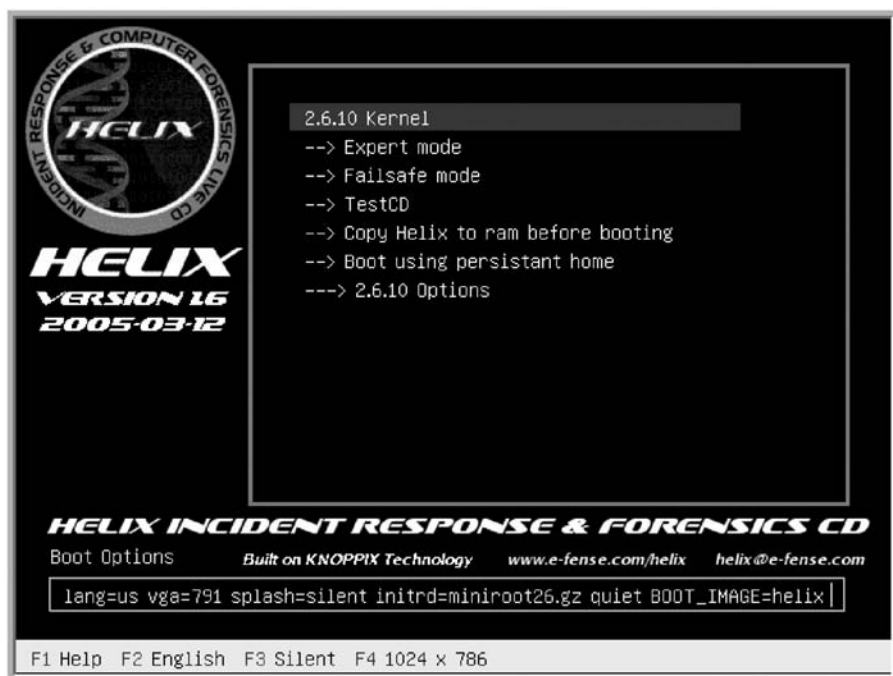 INCIDENT RESPONSE & COMPUTER FORENSICS LIVE CD
HELIX
HELIX
VERSION 1.6
2005-03-12
2.6.10 Kernel
--> Expert mode
--> Failsafe mode
--> TestCD
--> Copy Helix to ram before booting
--> Boot using persistant home
---> 2.6.10 Options
HELIX INCIDENT RESPONSE & FORENSICS CD
Boot Options
Built on KNOPPIX Technology www.e-fense.com/helix helix@e-fense.com
lang=us vga=791 splash=silent initrd=miniroot26.gz quiet BOOT_IMAGE=helix
F1 Help F2 English F3 Silent F4 1024 x 786